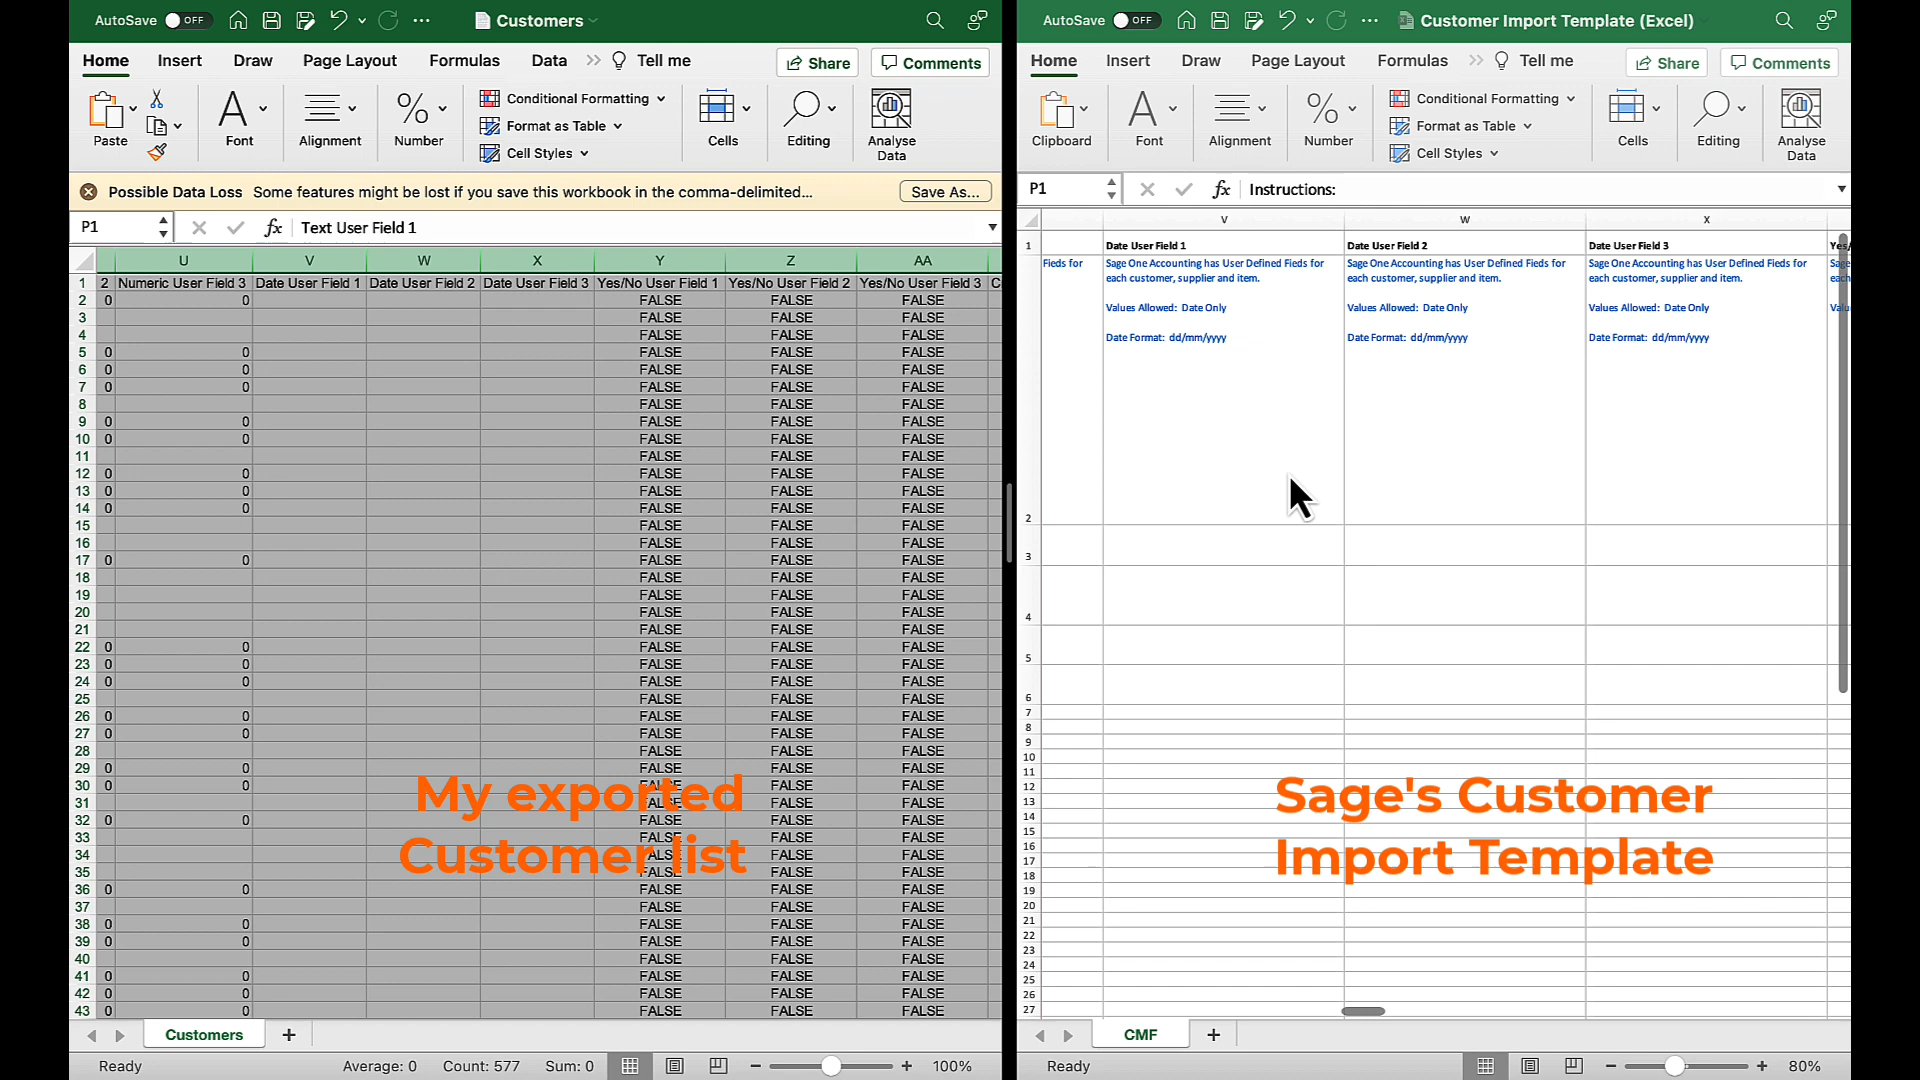 AutoSave OFF Customers
Home Insert Draw Page Layout Formulas Data Tell me Share Comments
Paste Font Alignment Number Conditional Formatting Format as Table Cell Styles Cells Editing Analyse Data
Possible Data Loss Some features might be lost if you save this workbook in the comma-delimited... Save As...
P1 fx Text User Field 1
U V W X Y Z AA
1 2 Numeric User Field 3 Date User Field 1 Date User Field 2 Date User Field 3 Yes/No User Field 1 Yes/No User Field 2 Yes/No User Field 3 C
2 0 0 FALSE FALSE FALSE
3 FALSE FALSE FALSE
4 FALSE FALSE FALSE
5 0 0 FALSE FALSE FALSE
6 0 0 FALSE FALSE FALSE
7 0 0 FALSE FALSE FALSE
8 FALSE FALSE FALSE
9 0 0 FALSE FALSE FALSE
10 0 0 FALSE FALSE FALSE
11 FALSE FALSE FALSE
12 0 0 FALSE FALSE FALSE
13 0 0 FALSE FALSE FALSE
14 0 0 FALSE FALSE FALSE
15 FALSE FALSE FALSE
16 FALSE FALSE FALSE
17 0 0 FALSE FALSE FALSE
18 FALSE FALSE FALSE
19 FALSE FALSE FALSE
20 FALSE FALSE FALSE
21 FALSE FALSE FALSE
22 0 0 FALSE FALSE FALSE
23 0 0 FALSE FALSE FALSE
24 0 0 FALSE FALSE FALSE
25 FALSE FALSE FALSE
26 0 0 FALSE FALSE FALSE
27 0 0 FALSE FALSE FALSE
28 FALSE FALSE FALSE
29 0 0 FALSE FALSE FALSE
30 0 0 FALSE FALSE FALSE
31 FALSE FALSE FALSE
32 0 0 FALSE FALSE FALSE
33 FALSE FALSE FALSE
34 FALSE FALSE FALSE
35 FALSE FALSE FALSE
36 0 0 FALSE FALSE FALSE
37 FALSE FALSE FALSE
38 0 0 FALSE FALSE FALSE
39 0 0 FALSE FALSE FALSE
40 FALSE FALSE FALSE
41 0 0 FALSE FALSE FALSE
42 0 0 FALSE FALSE FALSE
43 0 0 FALSE FALSE FALSE
My exported
Customer list
Customers
Ready Average: 0 Count: 577 Sum: 0 100%
AutoSave OFF Customer Import Template (Excel)
Home Insert Draw Page Layout Formulas Tell me Share Comments
Clipboard Font Alignment Number Conditional Formatting Format as Table Cell Styles Cells Editing Analyse Data
P1 fx Instructions:
V W X
1 Date User Field 1 Date User Field 2 Date User Field 3
Fieds for Sage One Accounting has User Defined Fieds for Sage One Accounting has User Defined Fieds for Sage One Accounting has User Defined Fieds for
each customer, supplier and item. each customer, supplier and item. each customer, supplier and item.
Values Allowed: Date Only Values Allowed: Date Only Values Allowed: Date Only
Date Format: dd/mm/yyyy Date Format: dd/mm/yyyy Date Format: dd/mm/yyyy
2
3
4
5
6
7
8
9
10
11
12
13
14
15
16
17
18
19
20
21
22
23
24
25
26
27
Sage's Customer
Import Template
CMF
Ready 80%